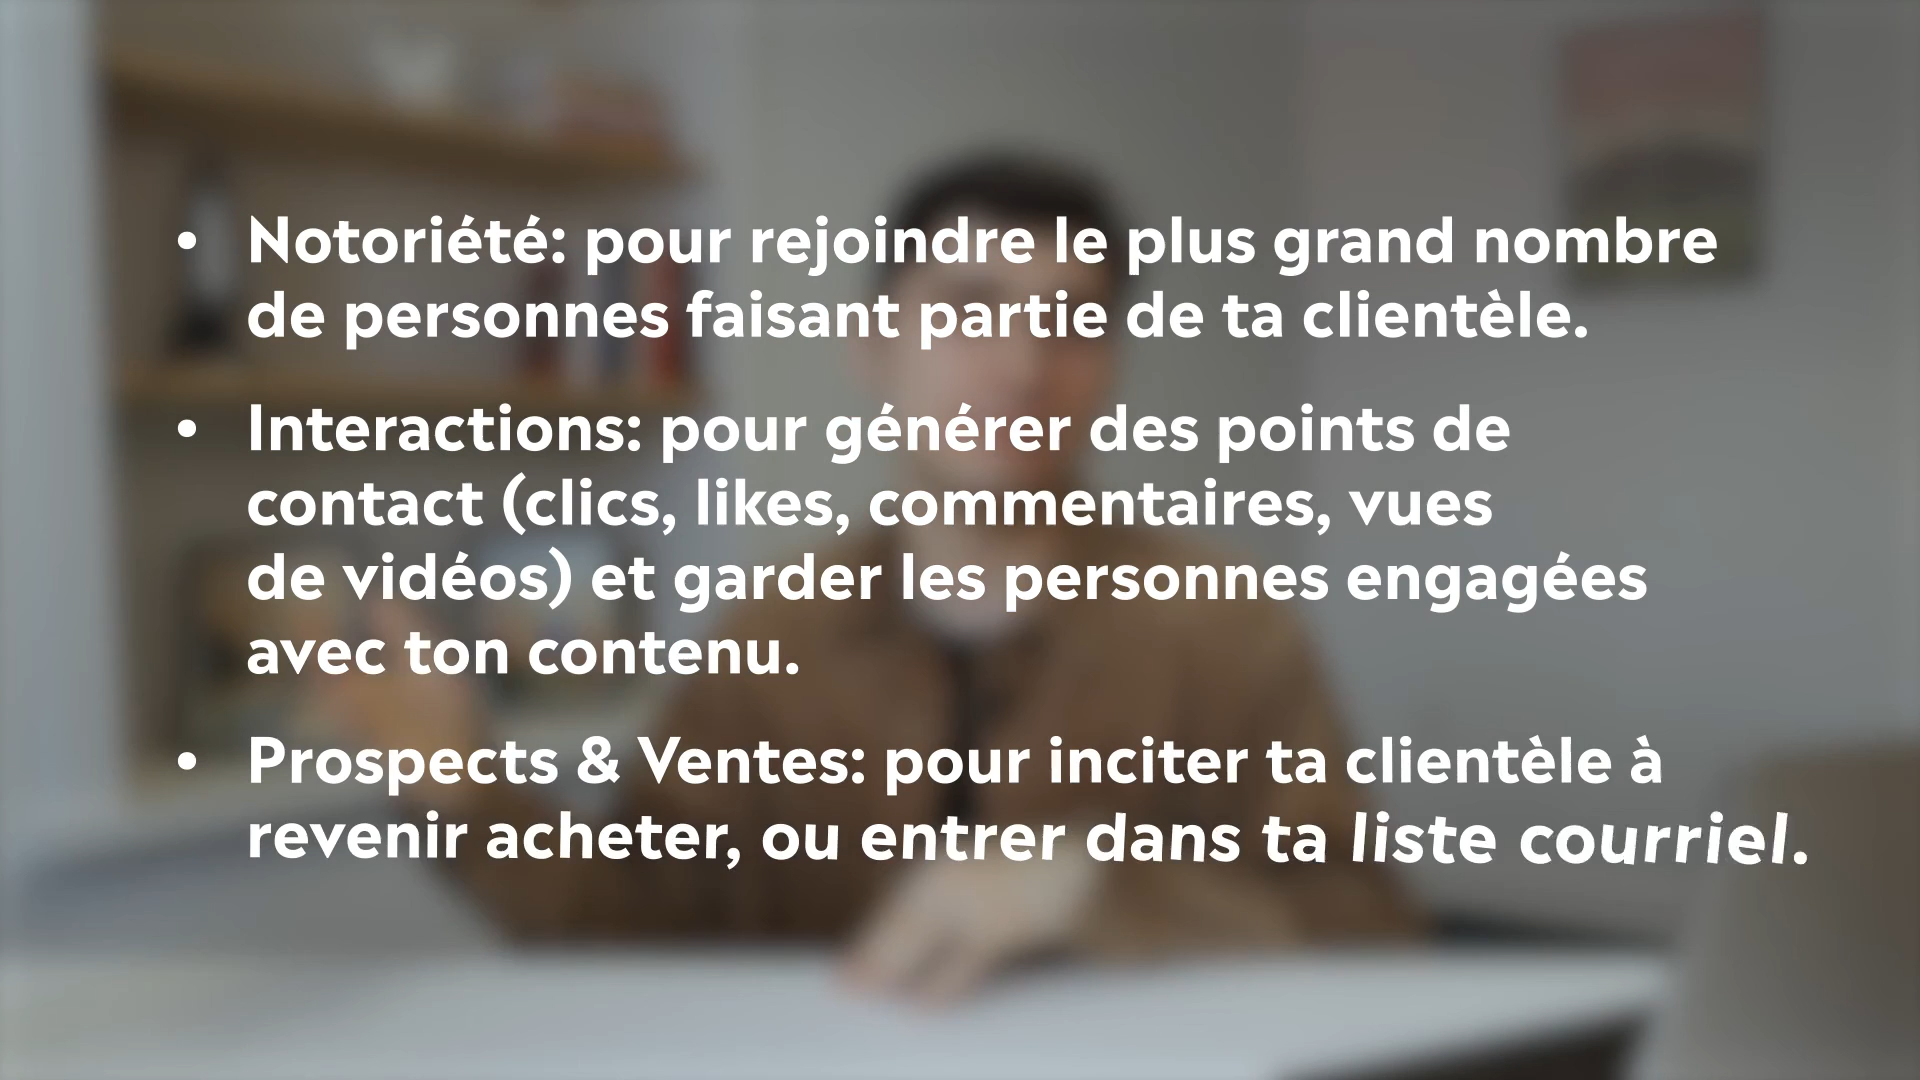 • Notoriété: pour rejoindre le plus grand nombre
de personnes faisant partie de ta clientèle.
• Interactions: pour générer des points de
contact (clics, likes, commentaires, vues
de vidéos) et garder les personnes engagées
avec ton contenu.
• Prospects & Ventes: pour inciter ta clientèle à
revenir acheter, ou entrer dans ta liste courriel.